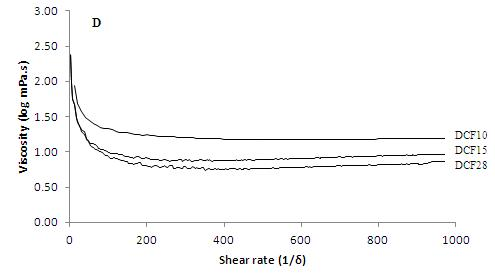 D
3.00
2.50
2.00
1.50
1.00
0.50
0.00
Viscosity (log mPa.s)
DCF10
DCF15
DCF28
0 200 400 600 800 1000
Shear rate (1/δ)